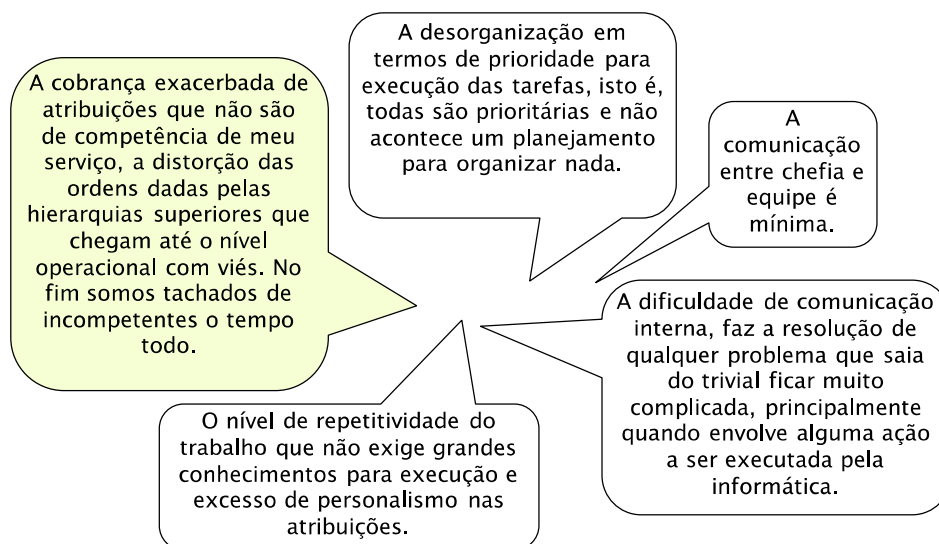 A cobrança exacerbada de
atribuições que não são
de competência de meu
serviço, a distorção das
ordens dadas pelas
hierarquias superiores que
chegam até o nível
operacional com viés. No
fim somos tachados de
incompetentes o tempo
todo.
A desorganização em
termos de prioridade para
execução das tarefas, isto é,
todas são prioritárias e não
acontece um planejamento
para organizar nada.
A
comunicação
entre chefia e
equipe é
mínima.
A dificuldade de comunicação
interna, faz a resolução de
qualquer problema que saia
do trivial ficar muito
complicada, principalmente
quando envolve alguma ação
a ser executada pela
informática.
O nível de repetitividade do
trabalho que não exige grandes
conhecimentos para execução e
excesso de personalismo nas
atribuições.